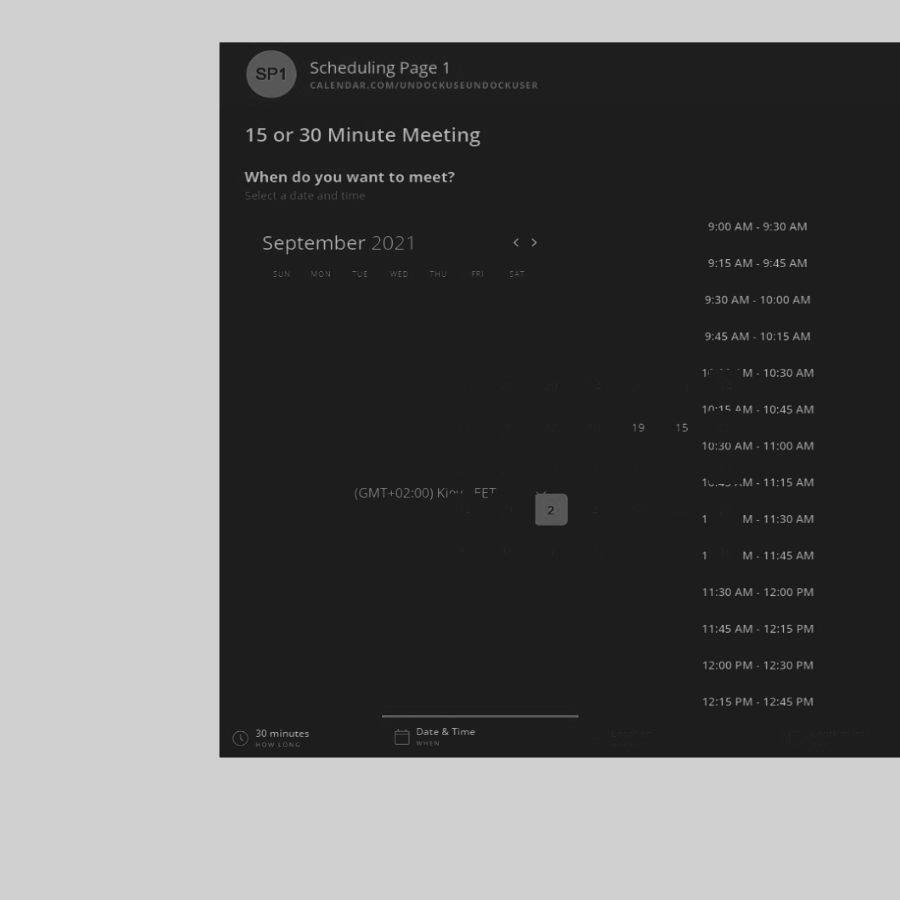 SP1
Scheduling Page 1
CALENDAR.COM/UNDOCKUSEUNDOCKUSER
15 or 30 Minute Meeting
When do you want to meet?
Select a date and time
September 2021
SUN MON TUE WED THU FRI SAT
19 15
(GMT+02:00) EET
2
9:00 AM - 9:30 AM
9:15 AM - 9:45 AM
9:30 AM - 10:00 AM
9:45 AM - 10:15 AM
M - 10:30 AM
10:15 AM - 10:45 AM
10:30 AM - 11:00 AM
M - 11:15 AM
1 M - 11:30 AM
1 M - 11:45 AM
11:30 AM - 12:00 PM
11:45 AM - 12:15 PM
12:00 PM - 12:30 PM
12:15 PM - 12:45 PM
30 minutes
HOW LONG
Date & Time
WHEN